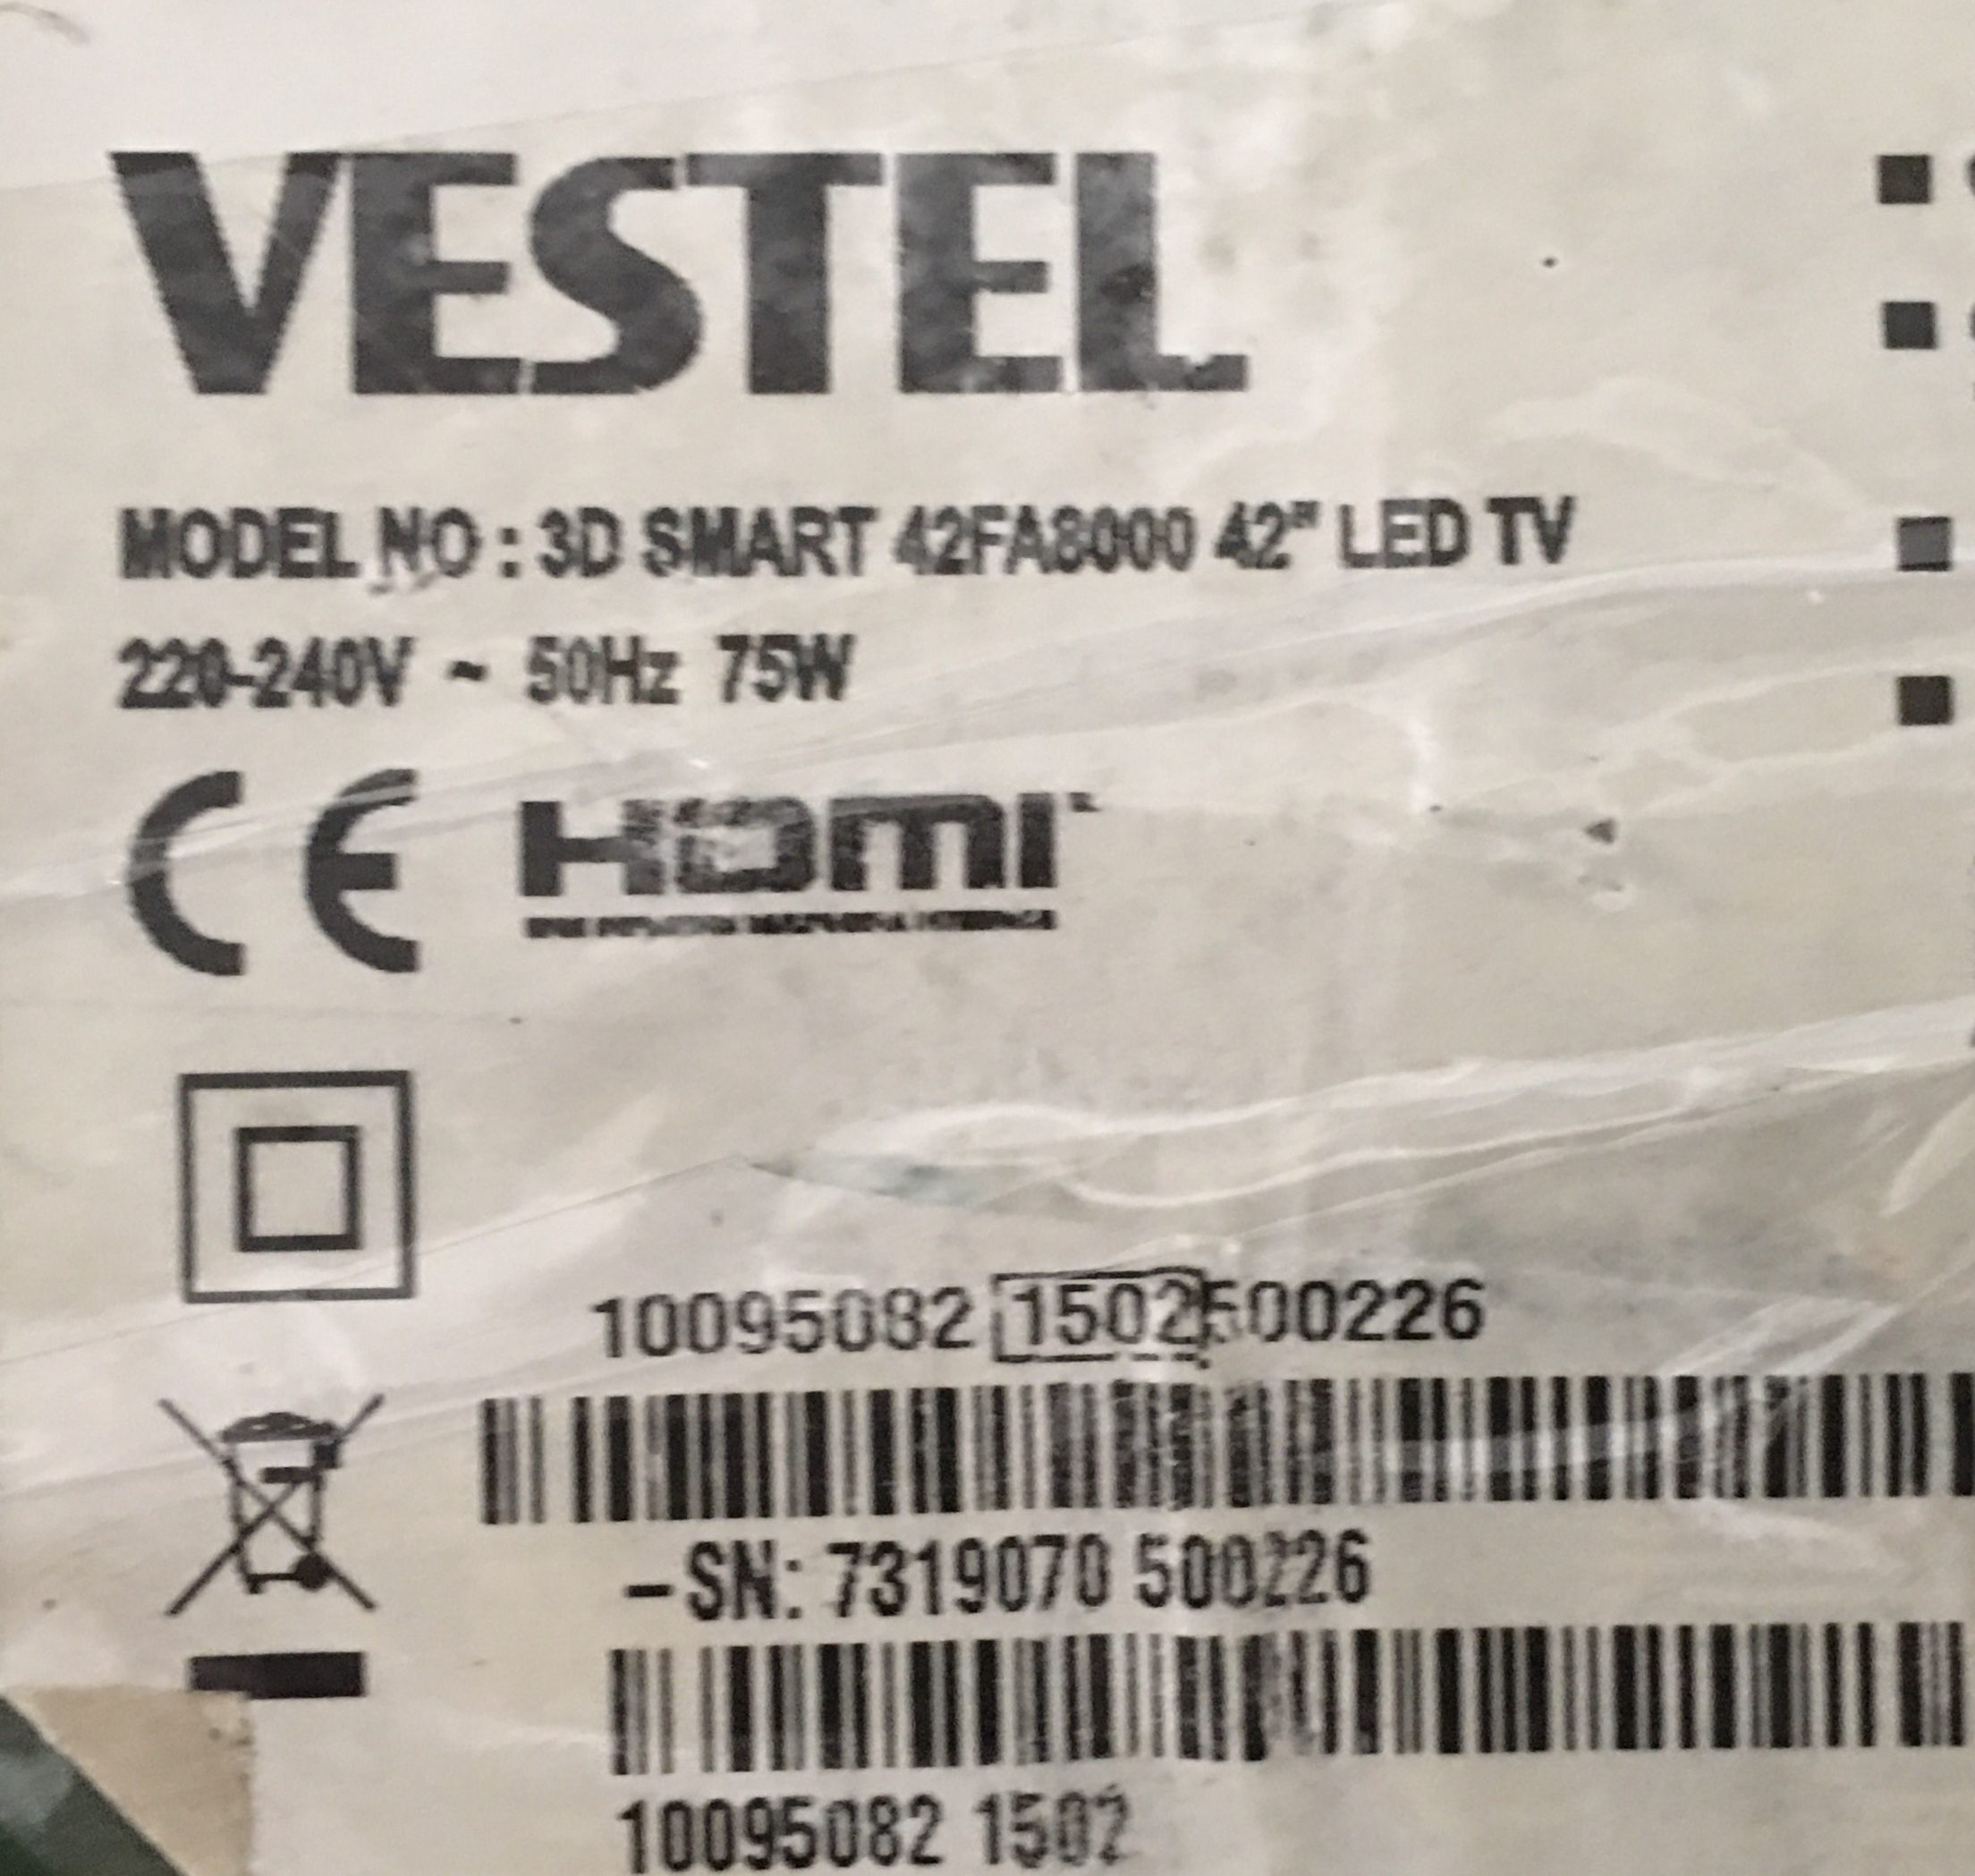 VESTEL
MODEL NO : 3D SMART 42FA8000 42" LED TV
220-240V ~ 50Hz 75W
CE HDMI
10095082 1502 500226
-SN: 7319070 500226
10095082 1502